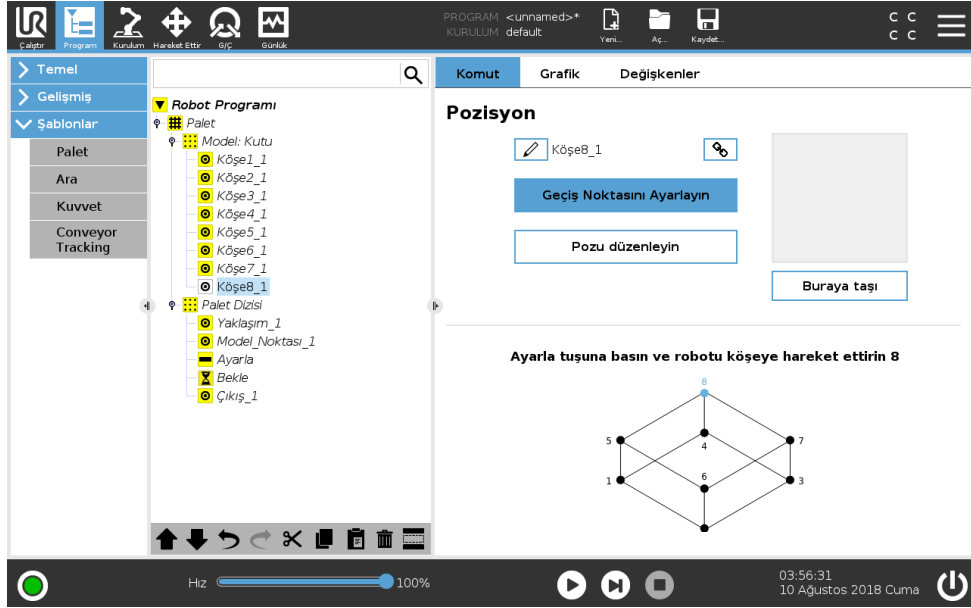 PROGRAM <unnamed>*
KURULUM default
C C
C C
Çalıştır
Program
Kurulum
Hareket Ettir
G/Ç
Günlük
Yeni...
Aç...
Kaydet...
Temel
Gelişmiş
Şablonlar
Palet
Ara
Kuvvet
Conveyor
Tracking
Robot Programı
Palet
Model: Kutu
Köşe1_1
Köşe2_1
Köşe3_1
Köşe4_1
Köşe5_1
Köşe6_1
Köşe7_1
Köşe8_1
Palet Dizisi
Yaklaşım_1
Model_Noktası_1
Ayarla
Bekle
Çıkış_1
Komut
Grafik
Değişkenler
Pozisyon
Köşe8_1
Geçiş Noktasını Ayarlayın
Pozu düzenleyin
Buraya taşı
Ayarla tuşuna basın ve robotu köşeye hareket ettirin 8
8
5
7
4
6
1
3
Hız
100%
03:56:31
10 Ağustos 2018 Cuma